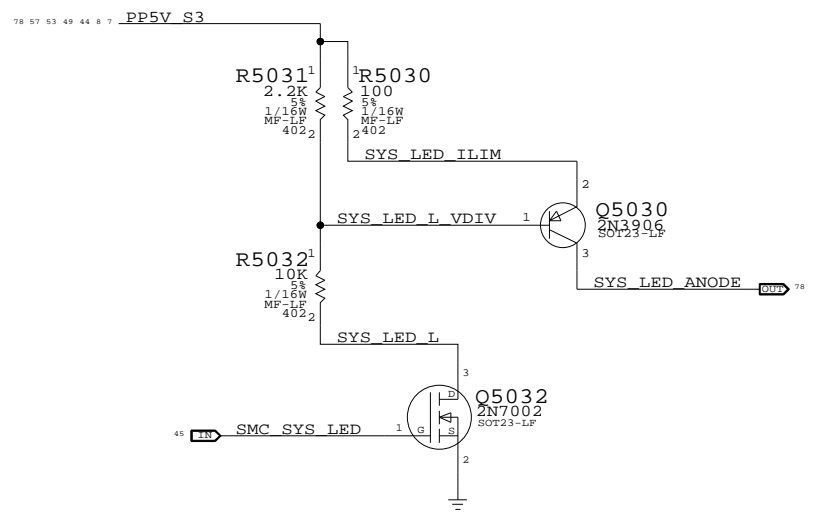 78 57 53 49 44 8 7 PP5V_S3
R5031 1
2.2K
5%
1/16W
MF-LF
402 2
1 R5030
100
5%
1/16W
MF-LF
2 402
SYS_LED_ILIM
2
SYS_LED_L_VDIV 1
Q5030
2N3906
SOT23-LF
3
R5032 1
10K
5%
1/16W
MF-LF
402 2
SYS_LED_ANODE OUT 78
SYS_LED_L
3
D
Q5032
2N7002
SOT23-LF
45 IN SMC_SYS_LED 1 G S
2